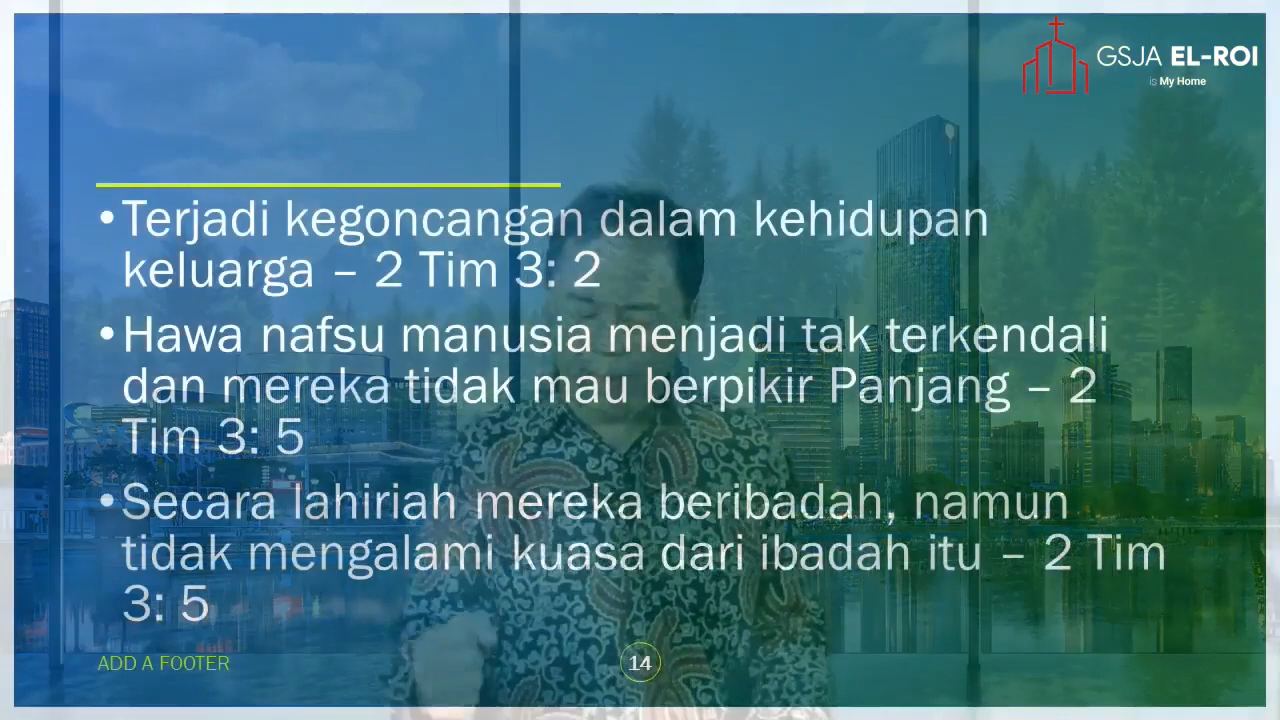 GSJA EL-ROI
is My Home
•Terjadi kegoncangan dalam kehidupan
keluarga – 2 Tim 3: 2
•Hawa nafsu manusia menjadi tak terkendali
dan mereka tidak mau berpikir Panjang – 2
Tim 3: 5
•Secara lahiriah mereka beribadah, namun
tidak mengalami kuasa dari ibadah itu – 2 Tim
3: 5
ADD A FOOTER
14